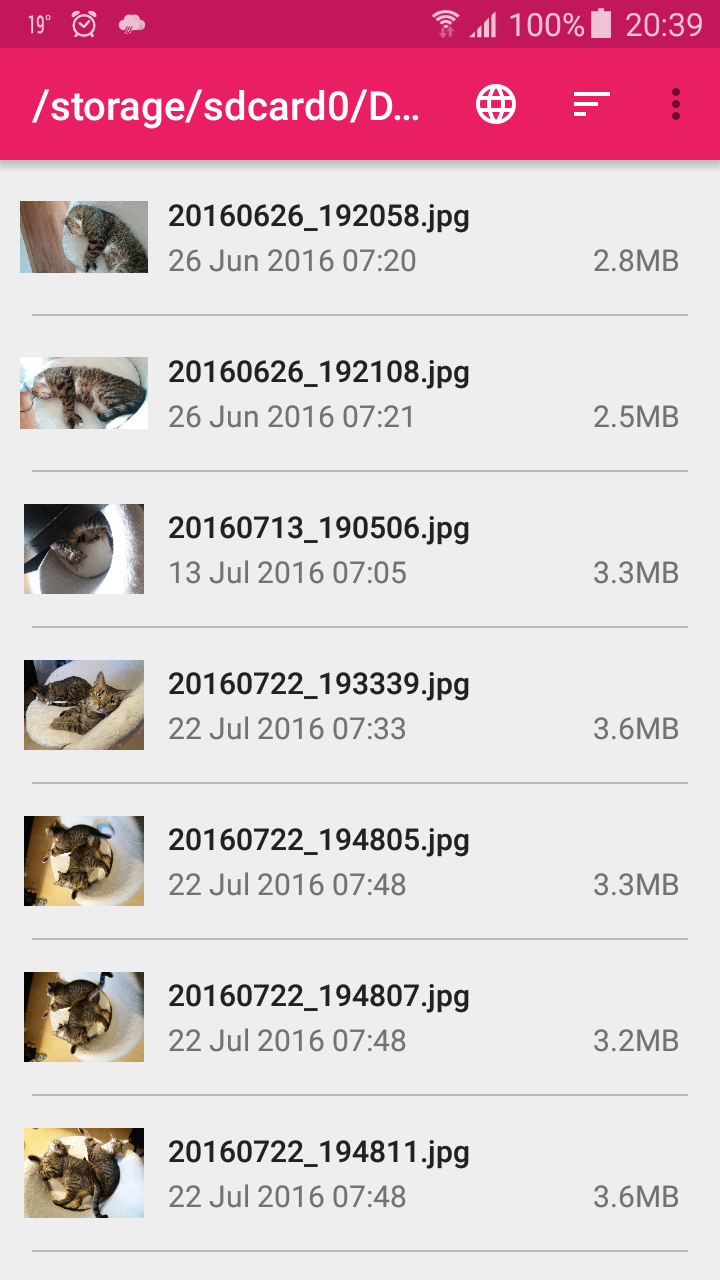 19° 100% 20:39
/storage/sdcard0/D...
20160626_192058.jpg
26 Jun 2016 07:20 2.8MB
20160626_192108.jpg
26 Jun 2016 07:21 2.5MB
20160713_190506.jpg
13 Jul 2016 07:05 3.3MB
20160722_193339.jpg
22 Jul 2016 07:33 3.6MB
20160722_194805.jpg
22 Jul 2016 07:48 3.3MB
20160722_194807.jpg
22 Jul 2016 07:48 3.2MB
20160722_194811.jpg
22 Jul 2016 07:48 3.6MB